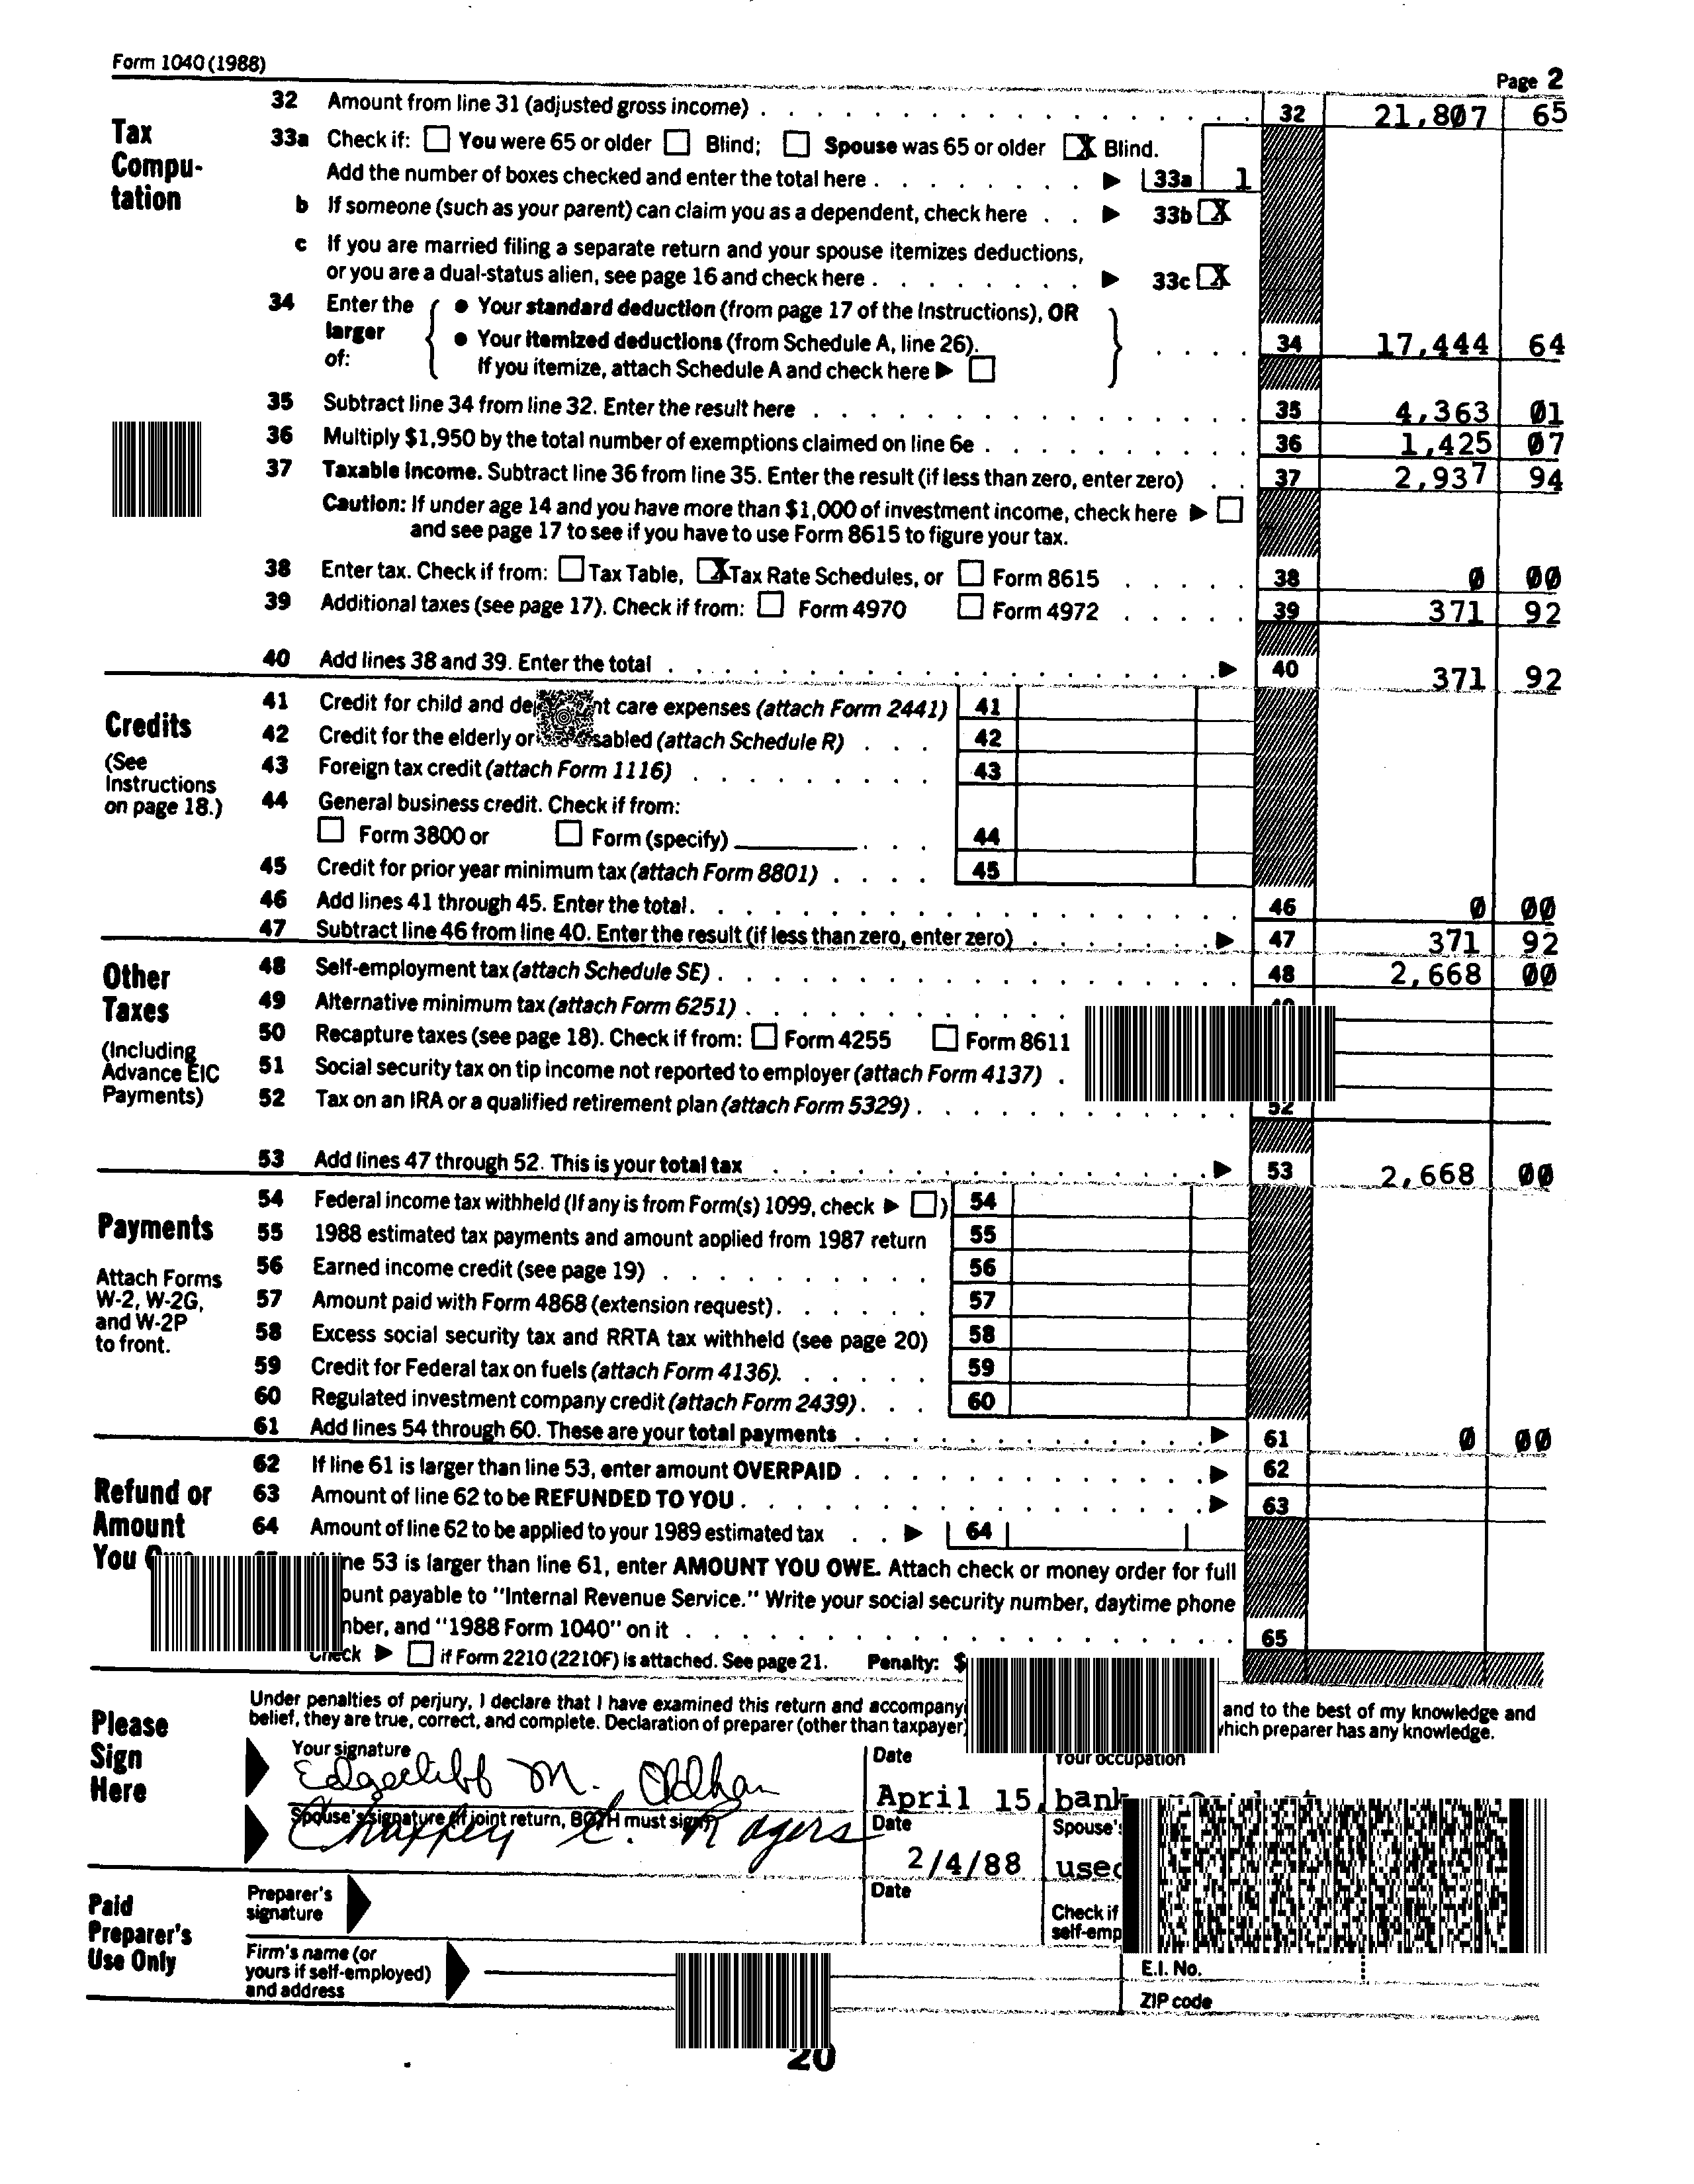 Form 1040 (1988)
Page 2
Tax Compu-tation
32 Amount from line 31 (adjusted gross income) 32 21,807 65
33a Check if: You were 65 or older Blind; Spouse was 65 or older X Blind.
Add the number of boxes checked and enter the total here 33a 1
b If someone (such as your parent) can claim you as a dependent, check here 33b X
c If you are married filing a separate return and your spouse itemizes deductions,
or you are a dual-status alien, see page 16 and check here 33c X
34 Enter the larger of:
• Your standard deduction (from page 17 of the Instructions), OR
• Your itemized deductions (from Schedule A, line 26).
If you itemize, attach Schedule A and check here
34 17,444 64
35 Subtract line 34 from line 32. Enter the result here 35 4,363 01
36 Multiply $1,950 by the total number of exemptions claimed on line 6e 36 1,425 07
37 Taxable income. Subtract line 36 from line 35. Enter the result (if less than zero, enter zero) 37 2,937 94
Caution: If under age 14 and you have more than $1,000 of investment income, check here
and see page 17 to see if you have to use Form 8615 to figure your tax.
38 Enter tax. Check if from: Tax Table, X Tax Rate Schedules, or Form 8615 38 0 00
39 Additional taxes (see page 17). Check if from: Form 4970 Form 4972 39 371 92
40 Add lines 38 and 39. Enter the total 40 371 92
Credits
(See Instructions on page 18.)
41 Credit for child and nt care expenses (attach Form 2441) 41
42 Credit for the elderly or sabled (attach Schedule R) 42
43 Foreign tax credit (attach Form 1116) 43
44 General business credit. Check if from:
Form 3800 or Form (specify) 44
45 Credit for prior year minimum tax (attach Form 8801) 45
46 Add lines 41 through 45. Enter the total. 46 0 00
47 Subtract line 46 from line 40. Enter the result (if less than zero, enter zero) 47 371 92
Other Taxes
(Including Advance EIC Payments)
48 Self-employment tax (attach Schedule SE) 48 2,668 00
49 Alternative minimum tax (attach Form 6251)
50 Recapture taxes (see page 18). Check if from: Form 4255 Form 8611
51 Social security tax on tip income not reported to employer (attach Form 4137)
52 Tax on an IRA or a qualified retirement plan (attach Form 5329) 52
53 Add lines 47 through 52. This is your total tax 53 2,668 00
Payments
Attach Forms W-2, W-2G, and W-2P to front.
54 Federal income tax withheld (If any is from Form(s) 1099, check ) 54
55 1988 estimated tax payments and amount applied from 1987 return 55
56 Earned income credit (see page 19) 56
57 Amount paid with Form 4868 (extension request) 57
58 Excess social security tax and RRTA tax withheld (see page 20) 58
59 Credit for Federal tax on fuels (attach Form 4136). 59
60 Regulated investment company credit (attach Form 2439) 60
61 Add lines 54 through 60. These are your total payments 61 0 00
Refund or Amount You
62 If line 61 is larger than line 53, enter amount OVERPAID 62
63 Amount of line 62 to be REFUNDED TO YOU 63
64 Amount of line 62 to be applied to your 1989 estimated tax 64
ne 53 is larger than line 61, enter AMOUNT YOU OWE. Attach check or money order for full
ount payable to "Internal Revenue Service." Write your social security number, daytime phone
nber, and "1988 Form 1040" on it 65
Check if Form 2210 (2210F) is attached. See page 21. Penalty: $
Please Sign Here
Under penalties of perjury, I declare that I have examined this return and accompany and to the best of my knowledge and
belief, they are true, correct, and complete. Declaration of preparer (other than taxpayer) which preparer has any knowledge.
Your signature Date Your occupation
Edgecliff M. Oldham April 15, bank
Spouse's signature (if joint return, BOTH must sign) Date Spouse's
Chaffey C. Rogers 2/4/88 used
Paid Preparer's Use Only
Preparer's signature Date Check if self-emp
Firm's name (or yours if self-employed) and address E.I. No.
ZIP code
20